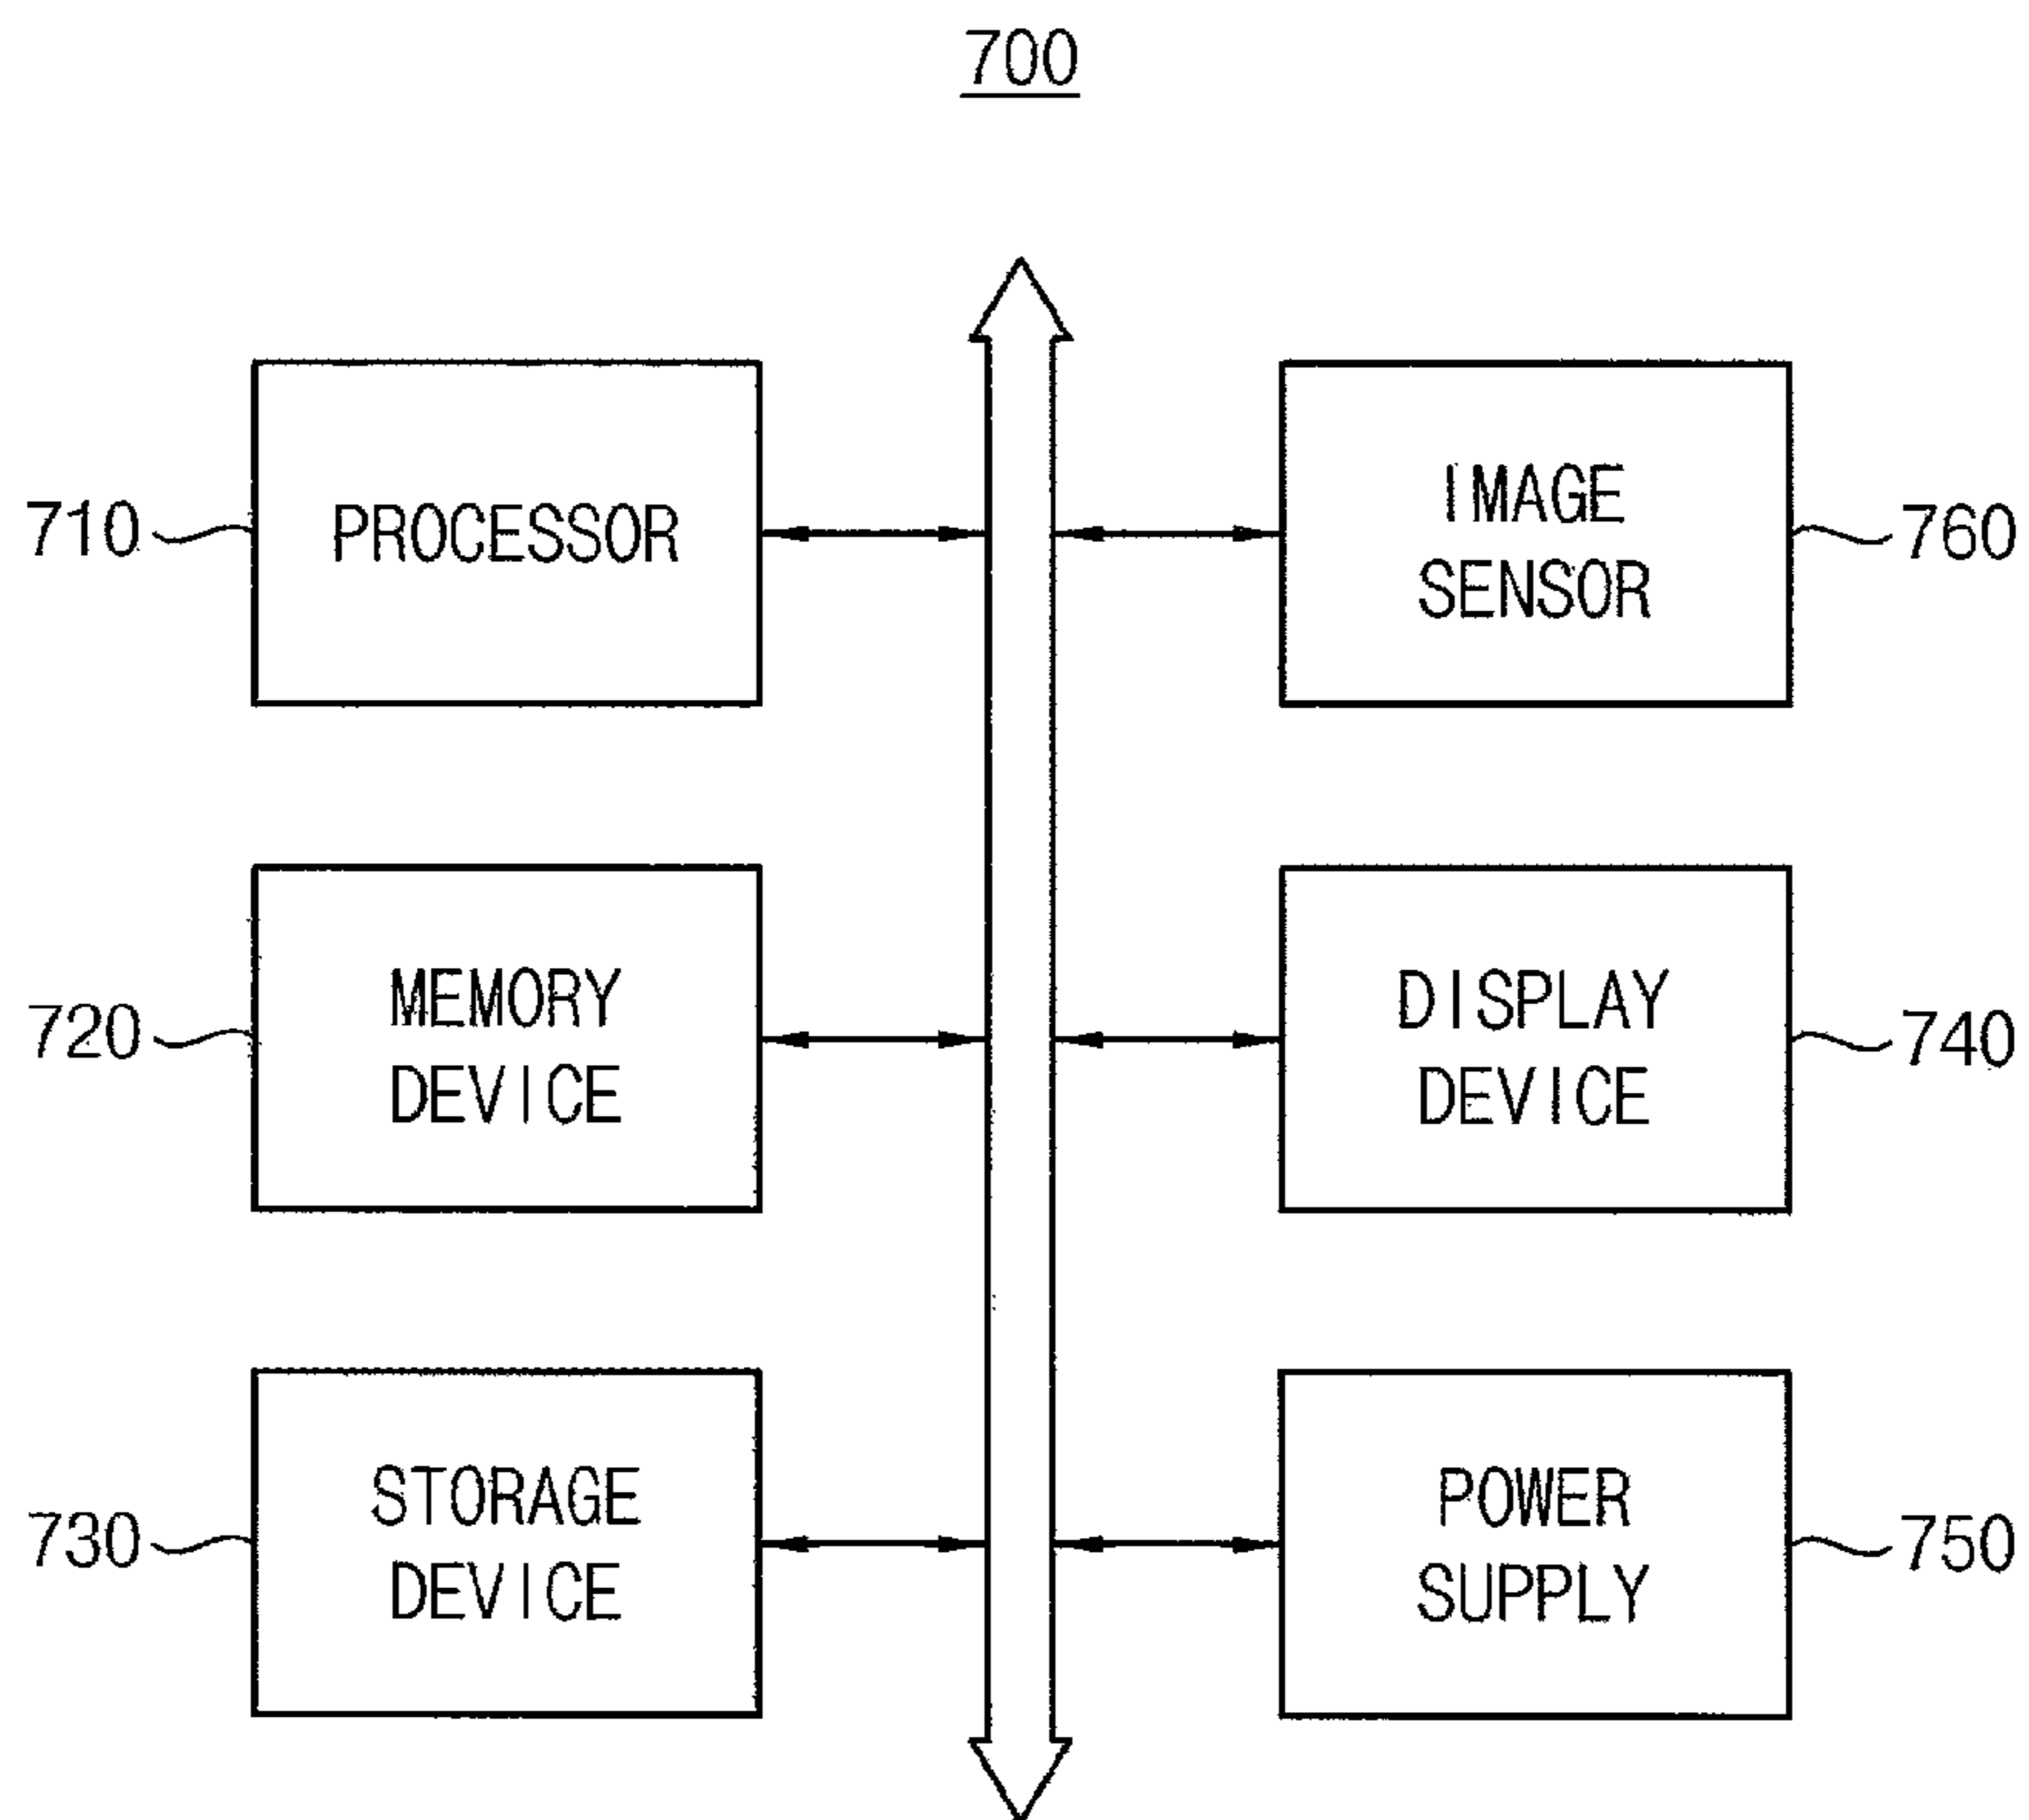 700
710
PROCESSOR
IMAGE
SENSOR
760
720
MEMORY
DEVICE
DISPLAY
DEVICE
740
730
STORAGE
DEVICE
POWER
SUPPLY
750